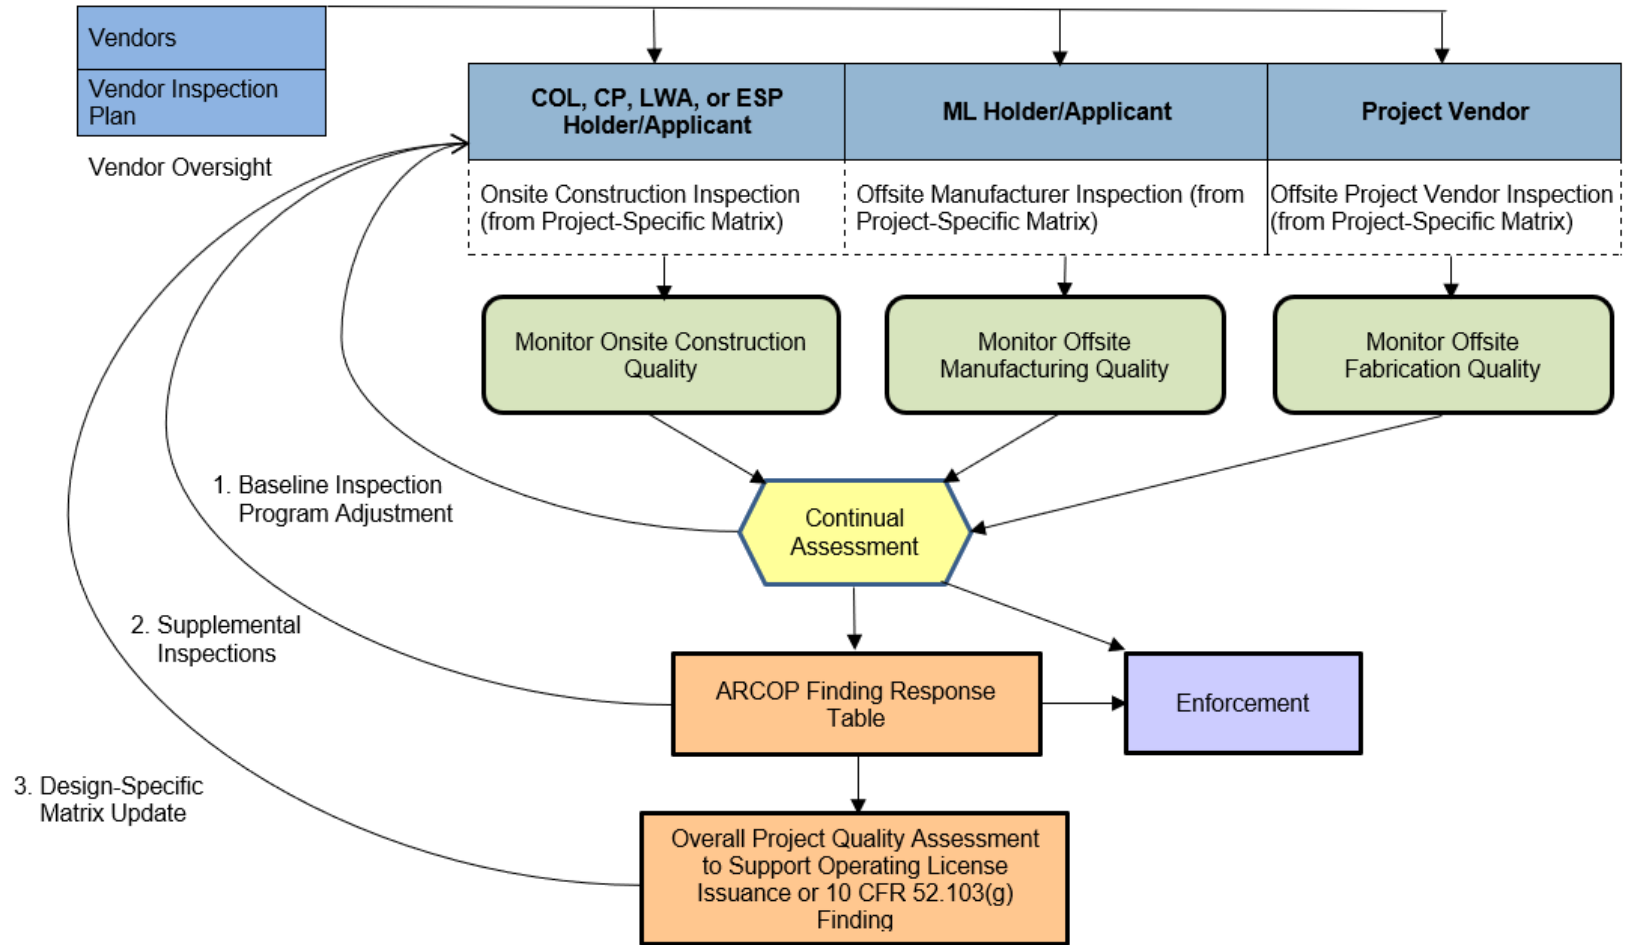 Vendors
Vendor Inspection
Plan
Vendor Oversight
COL, CP, LWA, or ESP
Holder/Applicant
ML Holder/Applicant
Project Vendor
Onsite Construction Inspection
(from Project-Specific Matrix)
Offsite Manufacturer Inspection (from
Project-Specific Matrix)
Offsite Project Vendor Inspection
(from Project-Specific Matrix)
Monitor Onsite Construction
Quality
Monitor Offsite
Manufacturing Quality
Monitor Offsite
Fabrication Quality
1. Baseline Inspection
Program Adjustment
Continual
Assessment
2. Supplemental
Inspections
ARCOP Finding Response
Table
Enforcement
3. Design-Specific
Matrix Update
Overall Project Quality Assessment
to Support Operating License
Issuance or 10 CFR 52.103(g)
Finding